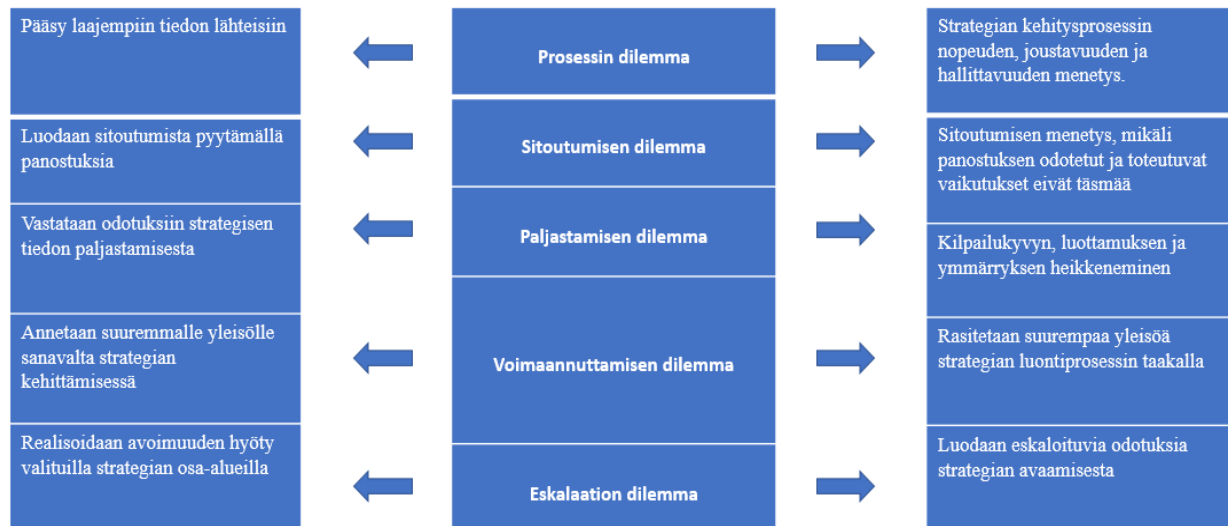 Pääsy laajempiin tiedon lähteisiin
Prosessin dilemma
Strategian kehitysprosessin
nopeuden, joustavuuden ja
hallittavuuden menetys.
Luodaan sitoutumista pyytämällä
panostuksia
Sitoutumisen dilemma
Sitoutumisen menetys, mikäli
panostuksen odotetut ja toteutuvat
vaikutukset eivät täsmää
Vastataan odotuksiin strategisen
tiedon paljastamisesta
Paljastamisen dilemma
Kilpailukyvyn, luottamuksen ja
ymmärryksen heikkeneminen
Annetaan suuremmalle yleisölle
sanavalta strategian
kehittämisessä
Voimaannuttamisen dilemma
Rasitetaan suurempaa yleisöä
strategian luontiprosessin taakalla
Realisoidaan avoimuuden hyöty
valituilla strategian osa-alueilla
Eskalaation dilemma
Luodaan eskaloituvia odotuksia
strategian avaamisesta